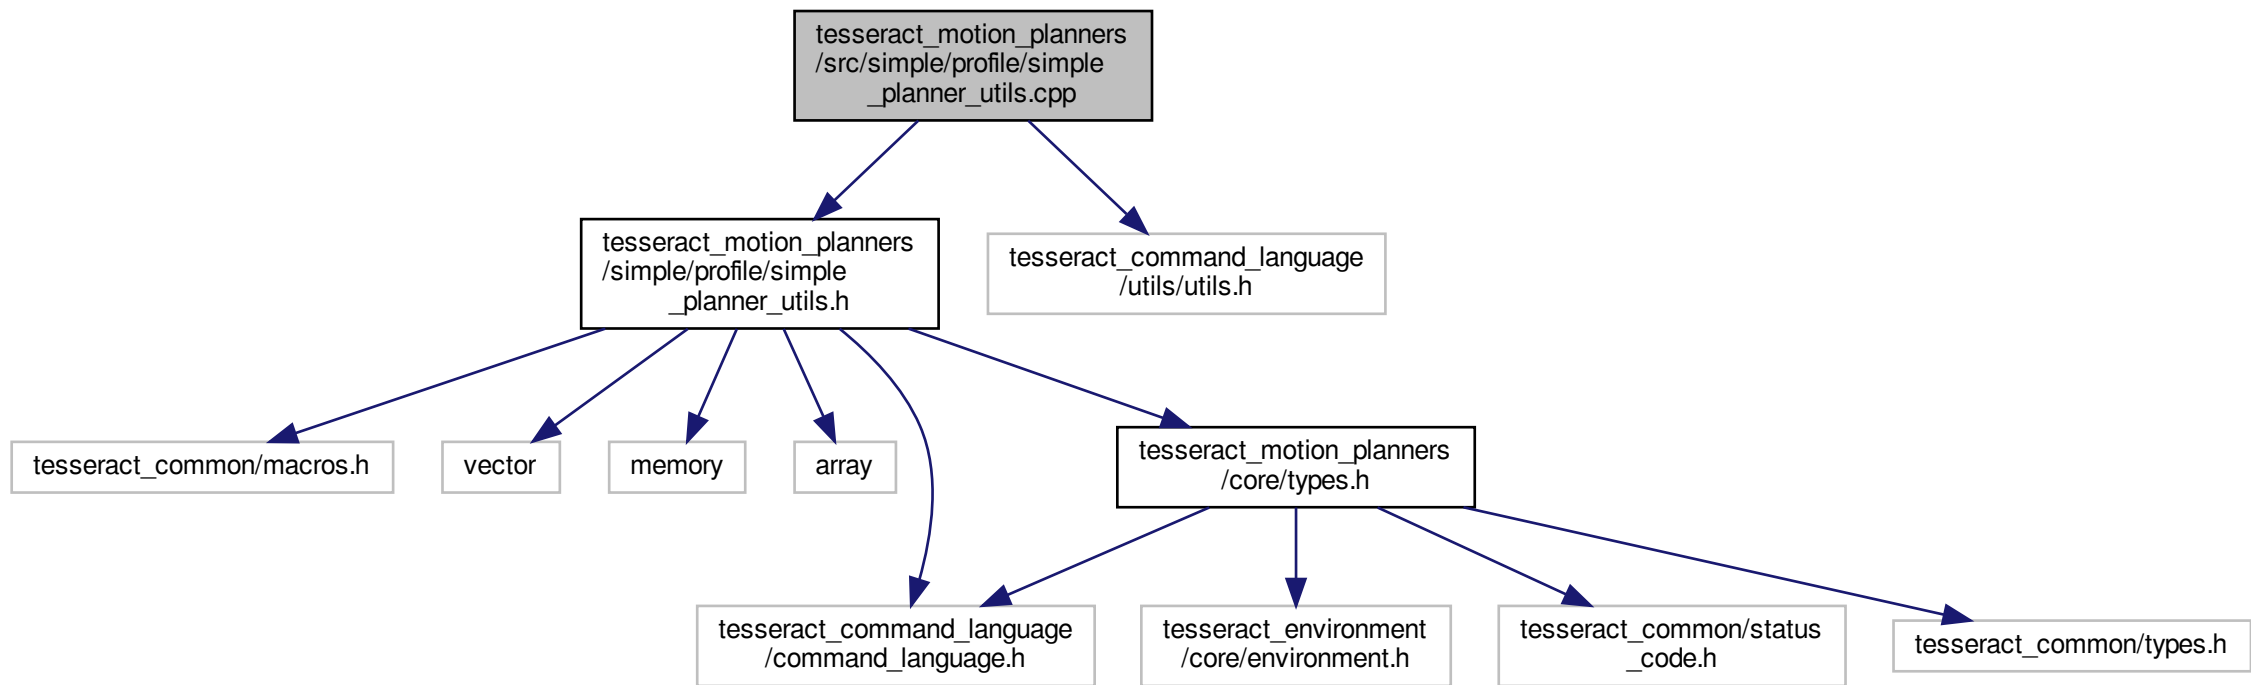 tesseract_motion_planners
/src/simple/profile/simple
_planner_utils.cpp
tesseract_motion_planners
/simple/profile/simple
_planner_utils.h
tesseract_command_language
/utils/utils.h
tesseract_common/macros.h
vector
memory
array
tesseract_motion_planners
/core/types.h
tesseract_command_language
/command_language.h
tesseract_environment
/core/environment.h
tesseract_common/status
_code.h
tesseract_common/types.h